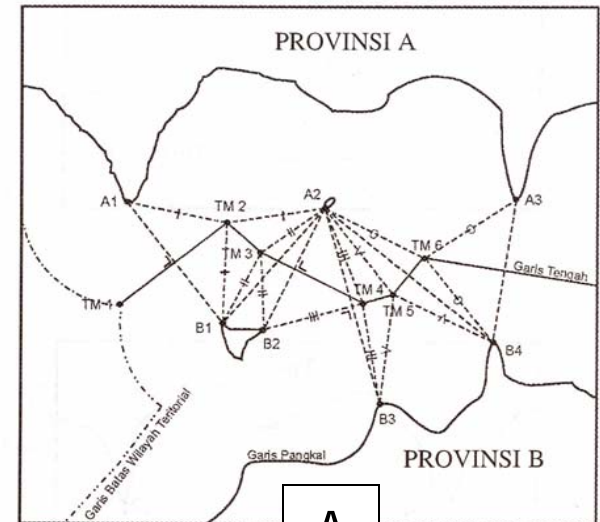 PROVINSI A
A1
TM 2
A2
A3
TM 3
TM 6
Garis Tengah
TM 1
TM 4
TM 5
B1
B2
B4
B3
Garis Pangkal
PROVINSI B
Garis Batas Wilayah Teritorial
A